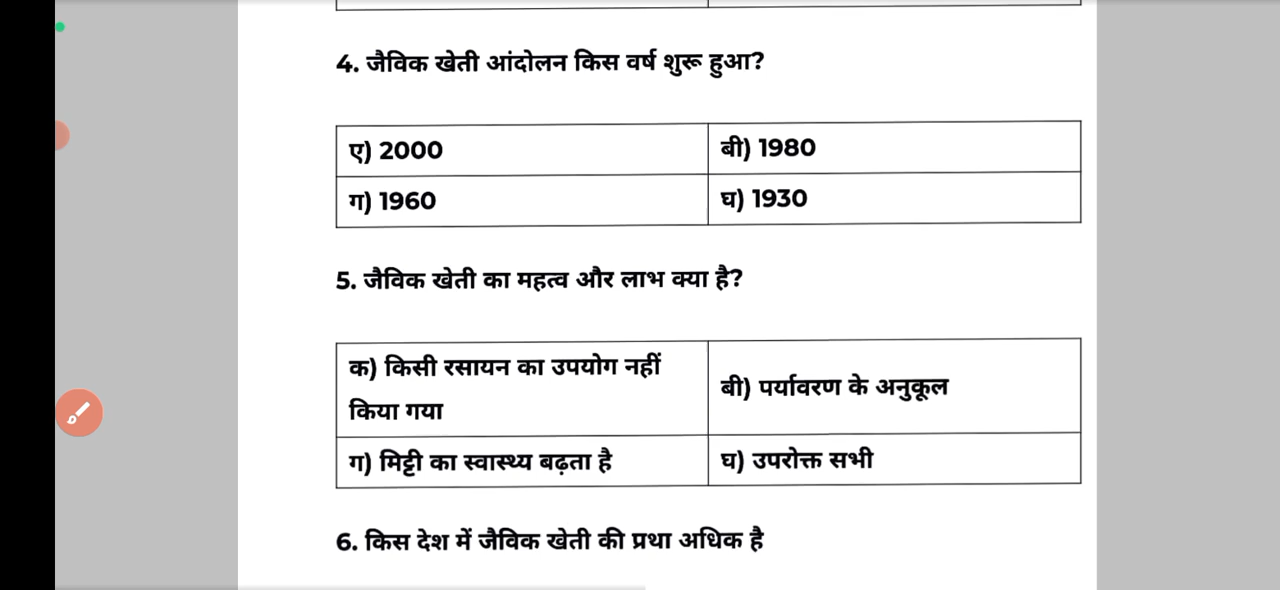 4. जैविक खेती आंदोलन किस वर्ष शुरू हुआ?
ए) 2000
बी) 1980
ग) 1960
घ) 1930
5. जैविक खेती का महत्व और लाभ क्या है?
क) किसी रसायन का उपयोग नहीं
किया गया
बी) पर्यावरण के अनुकूल
ग) मिट्टी का स्वास्थ्य बढ़ता है
घ) उपरोक्त सभी
6. किस देश में जैविक खेती की प्रथा अधिक है